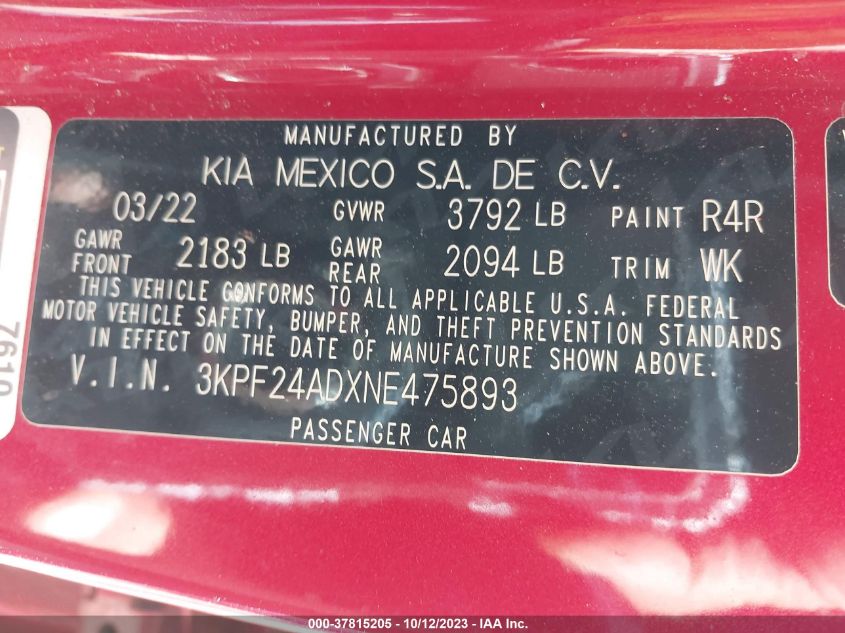 MANUFACTURED BY
KIA MEXICO S.A. DE C.V.
03/22 GVWR 3792 LB PAINT R4R
GAWR FRONT 2183 LB GAWR REAR 2094 LB TRIM WK
THIS VEHICLE CONFORMS TO ALL APPLICABLE U.S.A. FEDERAL
MOTOR VEHICLE SAFETY, BUMPER, AND THEFT PREVENTION STANDARDS
IN EFFECT ON THE DATE OF MANUFACTURE SHOWN ABOVE.
V.I.N. 3KPF24ADXNE475893
PASSENGER CAR
7610
000-37815205 - 10/12/2023 - IAA Inc.